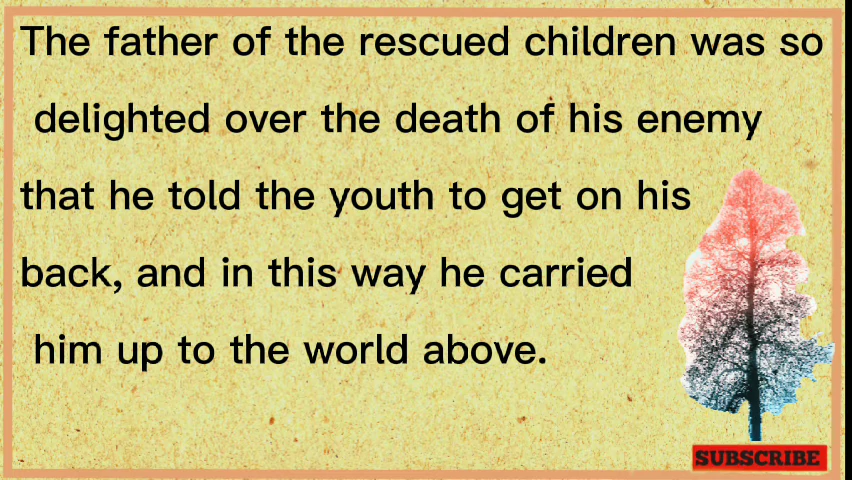 The father of the rescued children was so
delighted over the death of his enemy
that he told the youth to get on his
back, and in this way he carried
him up to the world above.
SUBSCRIBE